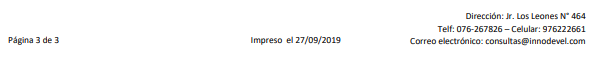 Dirección: Jr. Los Leones N° 464
Telf: 076-267826 – Celular: 976222661
Página 3 de 3 Impreso el 27/09/2019 Correo electrónico: consultas@innodevel.com